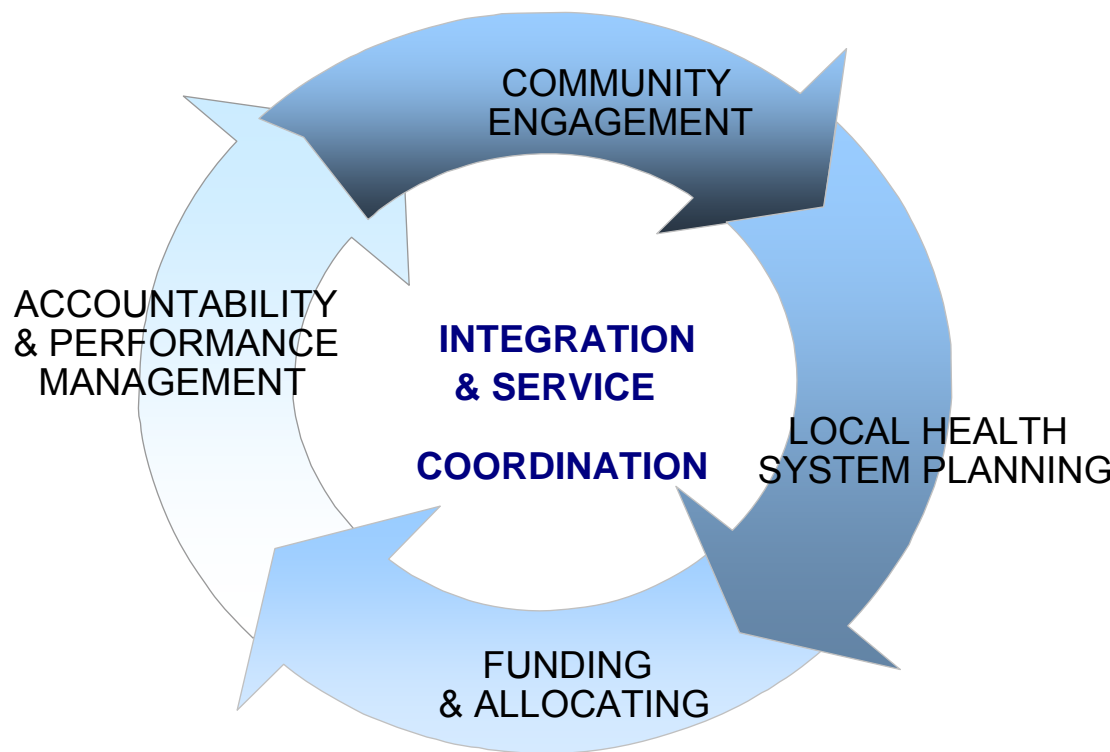 COMMUNITY
ENGAGEMENT
ACCOUNTABILITY
& PERFORMANCE
MANAGEMENT
INTEGRATION
& SERVICE
COORDINATION
LOCAL HEALTH
SYSTEM PLANNING
FUNDING
& ALLOCATING